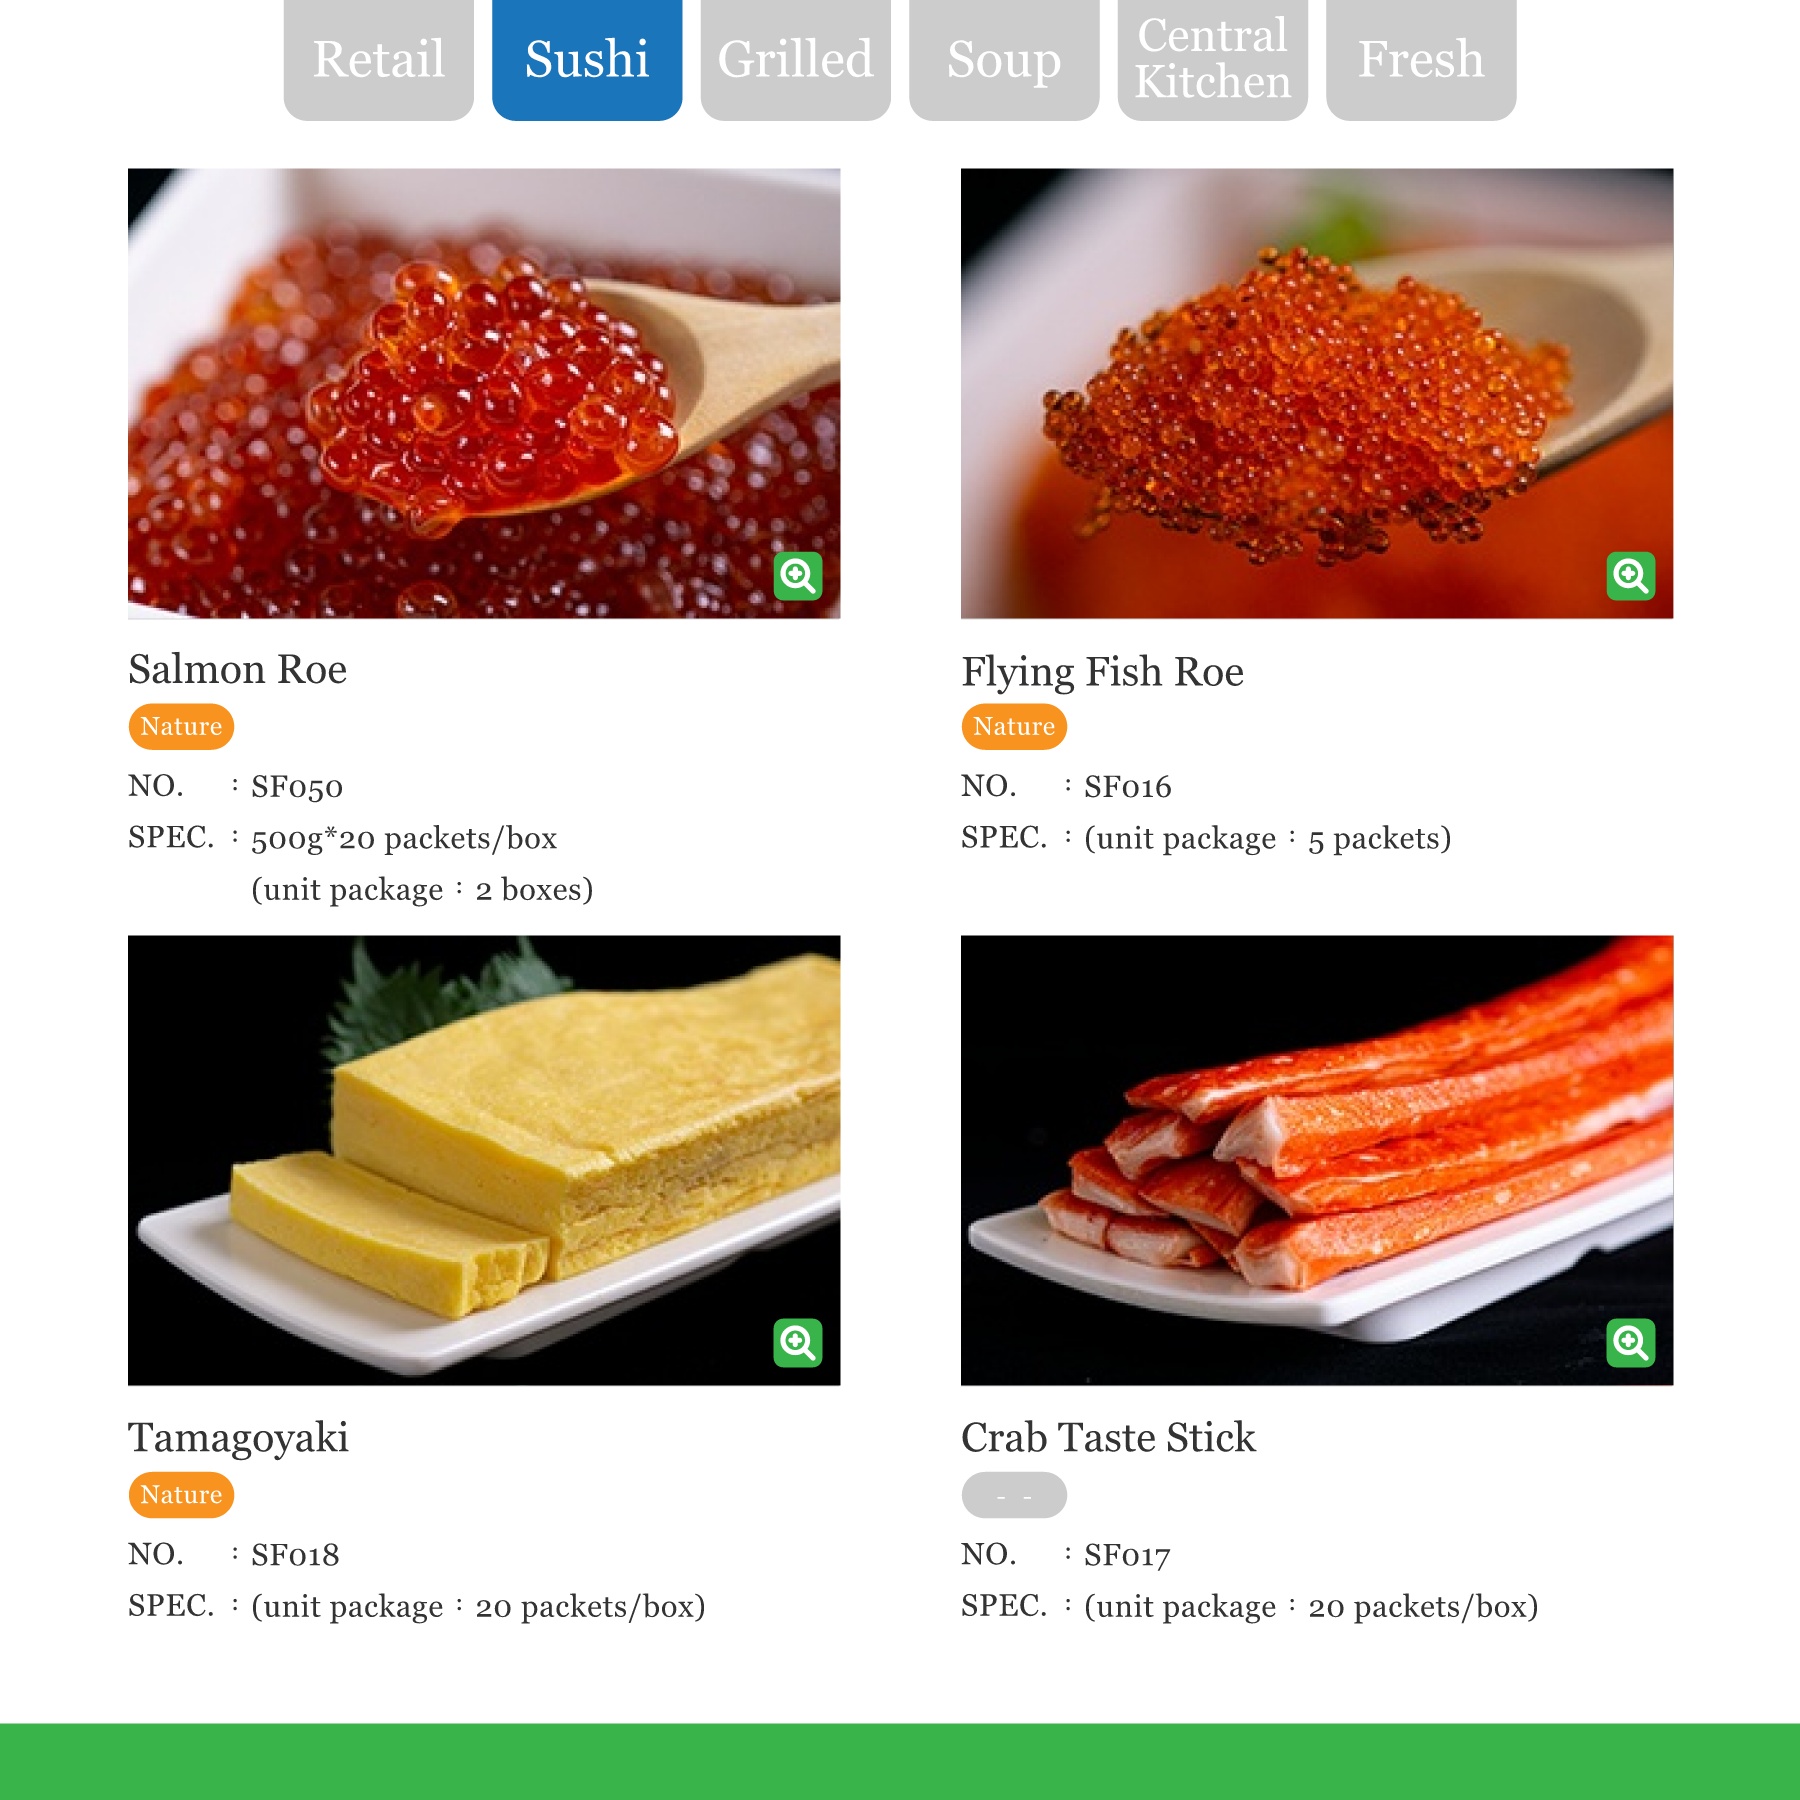 Retail
Sushi
Grilled
Soup
Central
Kitchen
Fresh
Salmon Roe
Nature
NO. : SF050
SPEC. : 500g*20 packets/box
(unit package : 2 boxes)
Flying Fish Roe
Nature
NO. : SF016
SPEC. : (unit package : 5 packets)
Tamagoyaki
Nature
NO. : SF018
SPEC. : (unit package : 20 packets/box)
Crab Taste Stick
- -
NO. : SF017
SPEC. : (unit package : 20 packets/box)